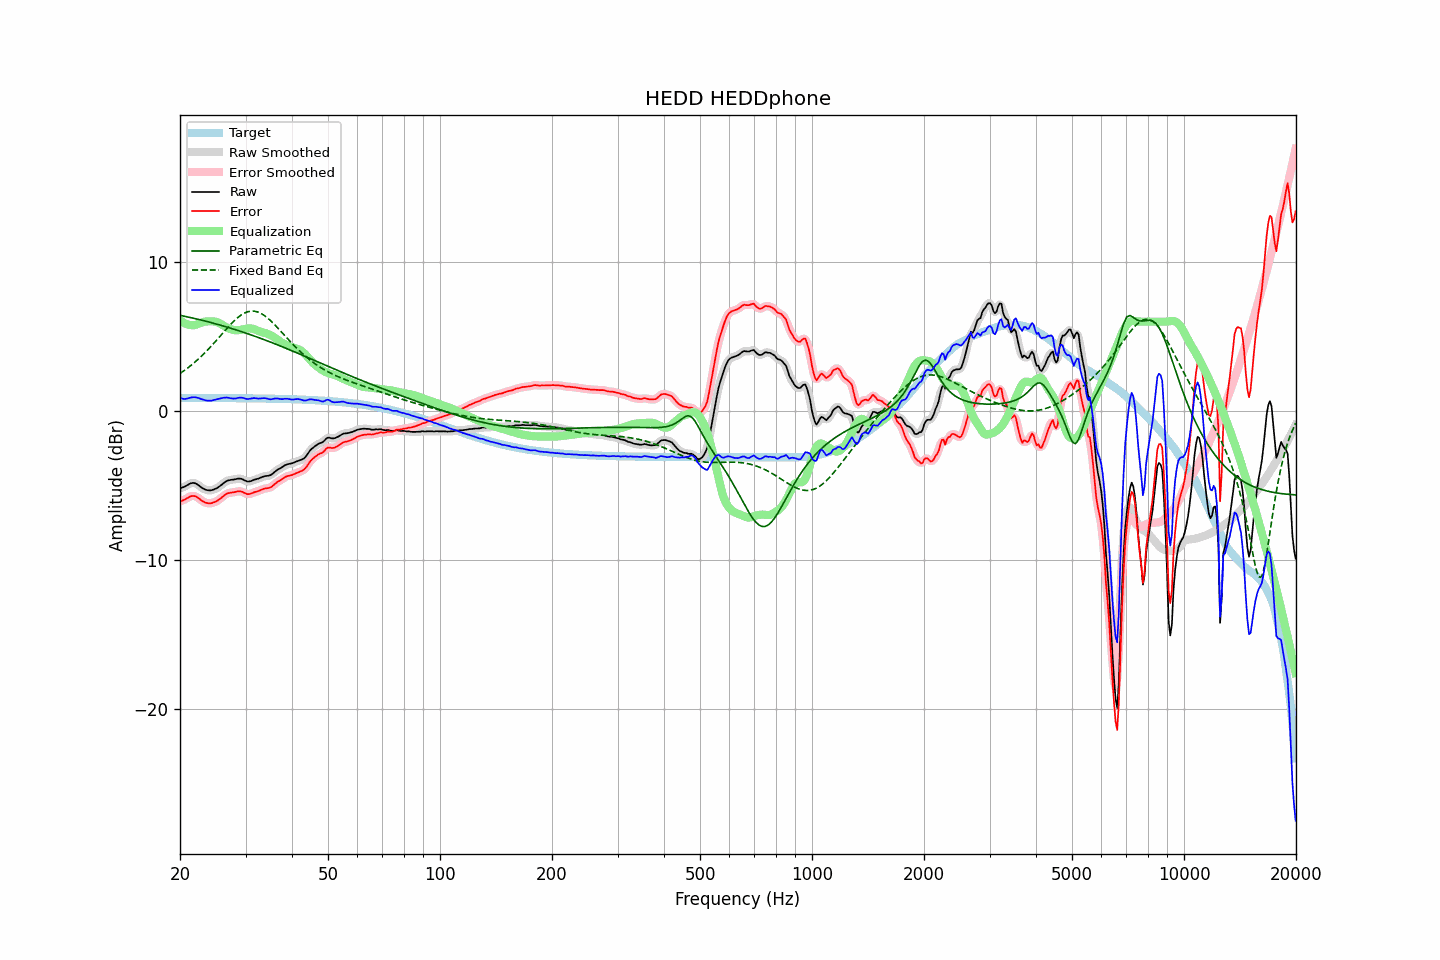 HEDD HEDDphone
Target
Raw Smoothed
Error Smoothed
Raw
Error
Equalization
Parametric Eq
Fixed Band Eq
Equalized
10
0
−10
−20
Amplitude (dBr)
20 50 100 200 500 1000 2000 5000 10000 20000
Frequency (Hz)